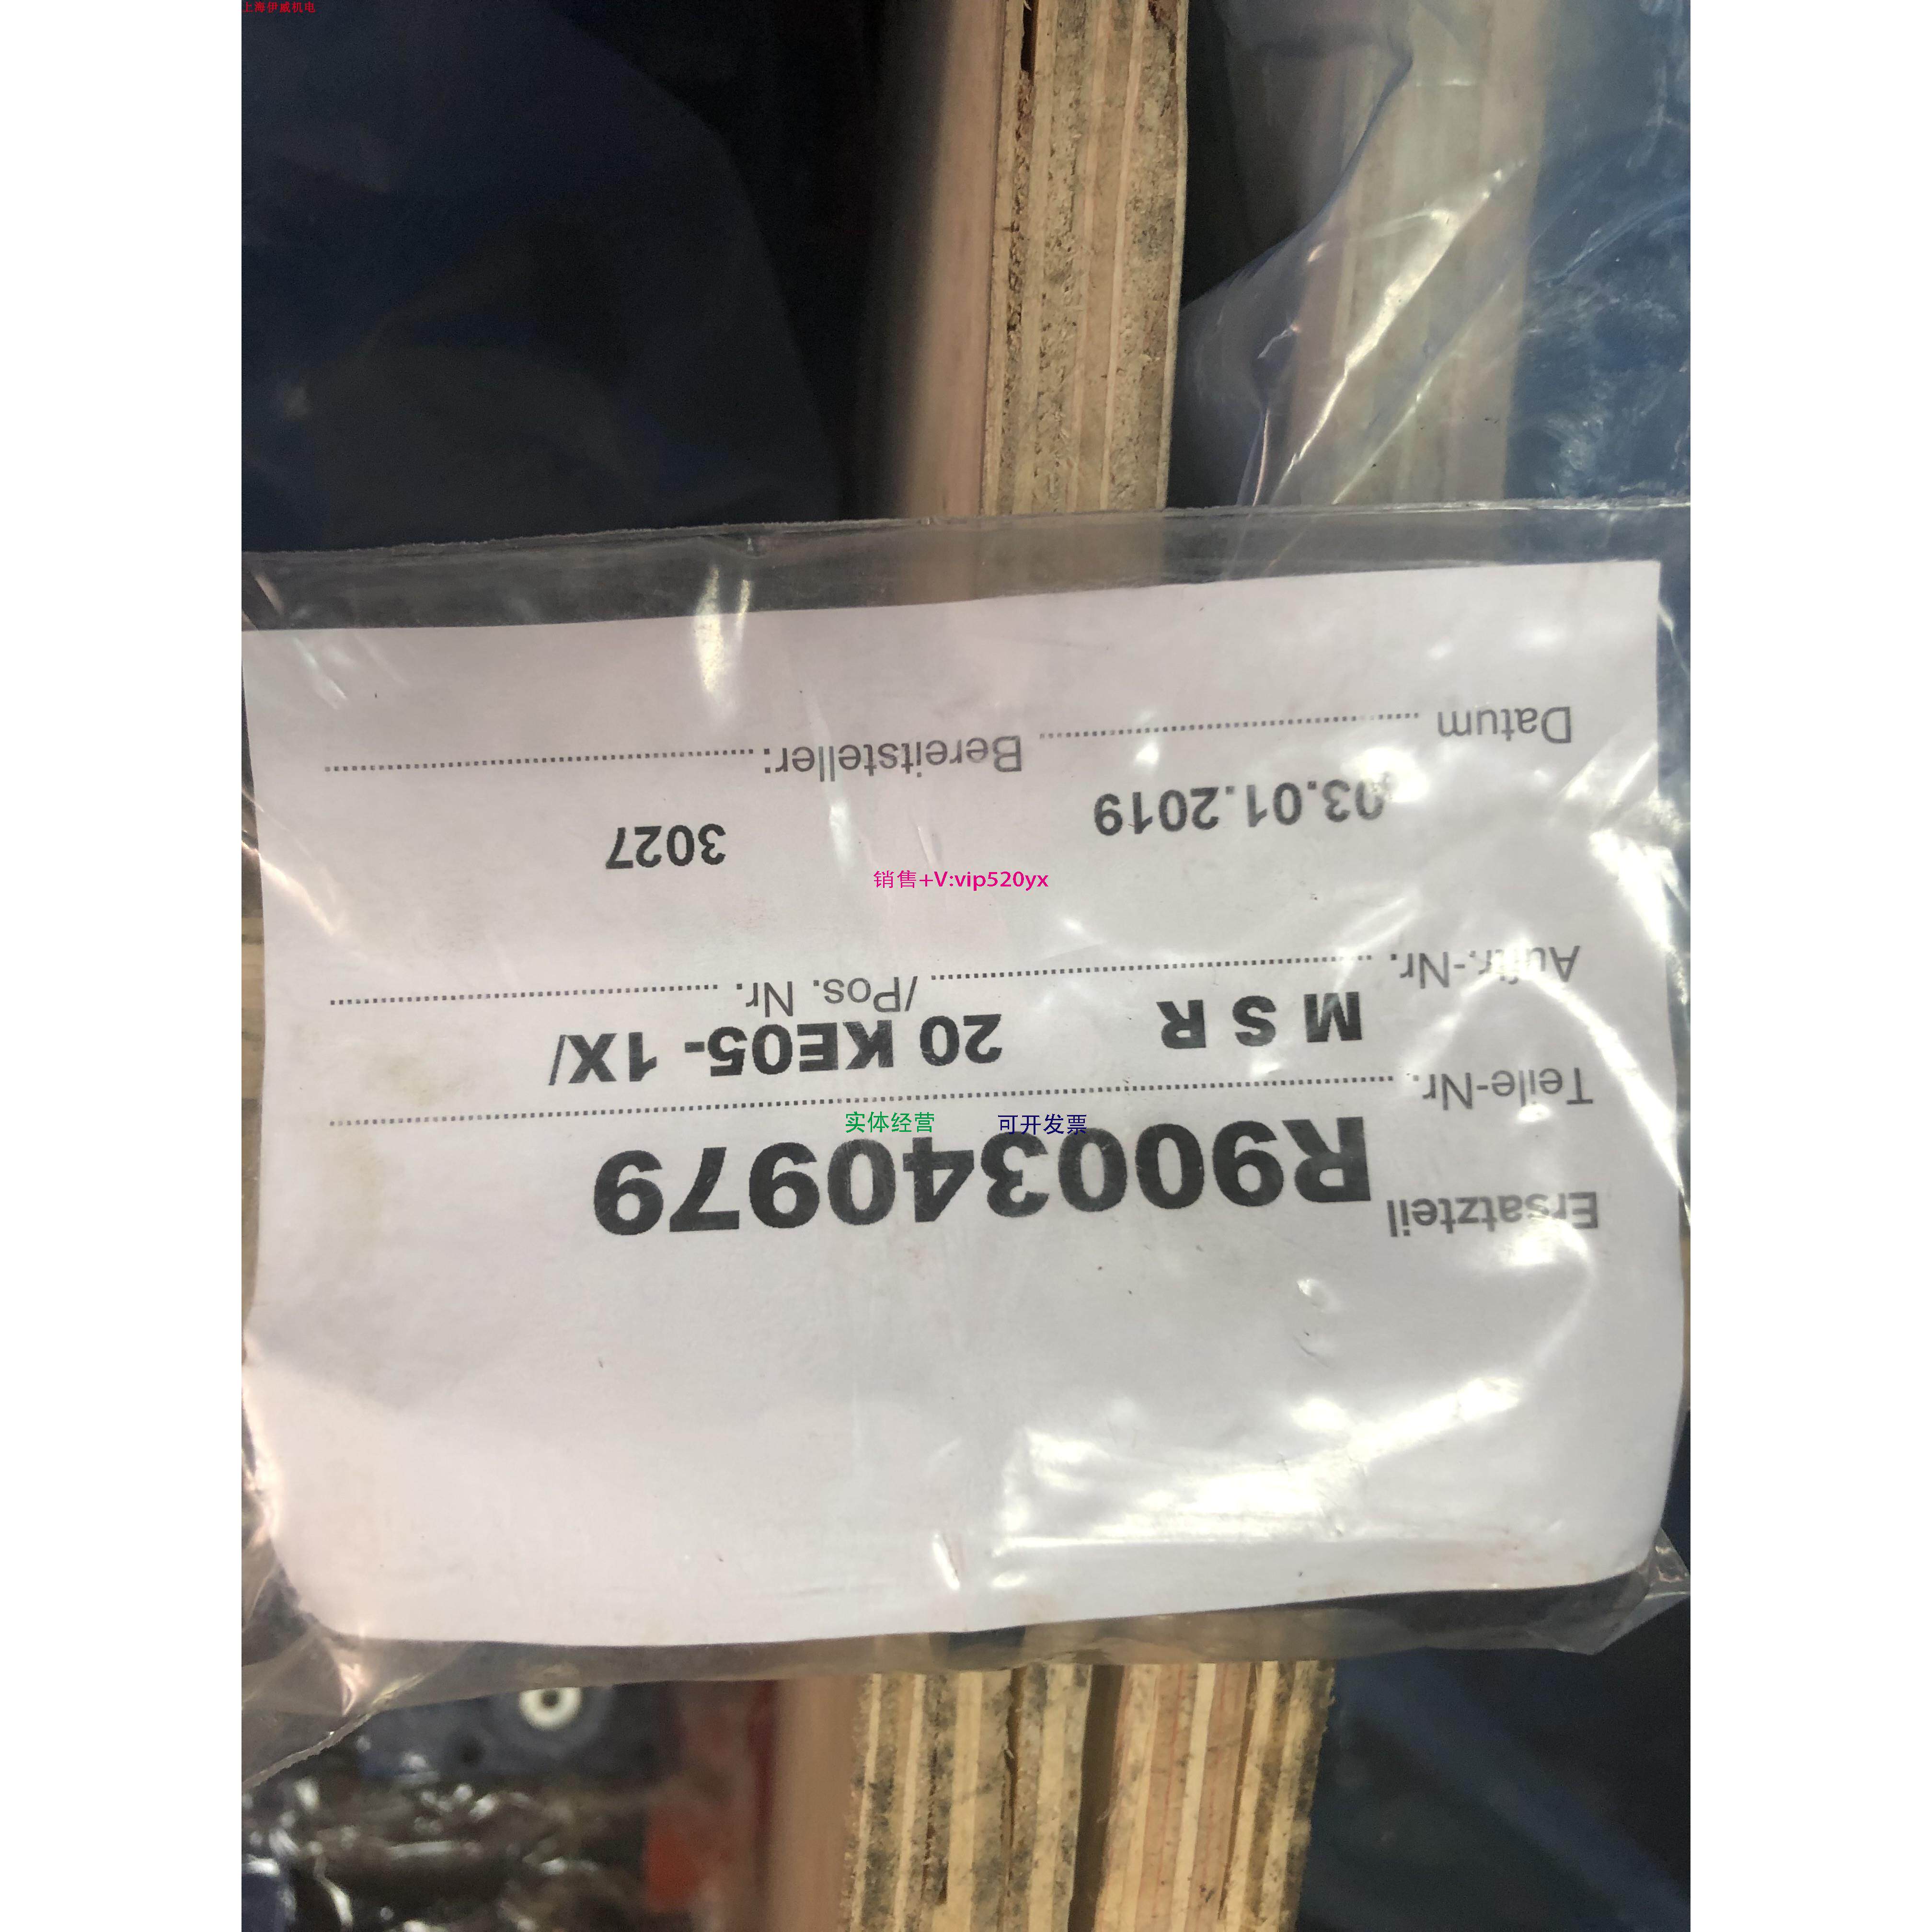 上海伊威机电
Ersatzteil R900340979
Teile-Nr. ....................
M S R 20 KE05- 1X/
Auftr.-Nr. .................... /Pos. Nr. ....................
03.01.2019 3027
Datum .................... Bereitsteller: ....................
销售+V:vip520yx
实体经营 可开发票